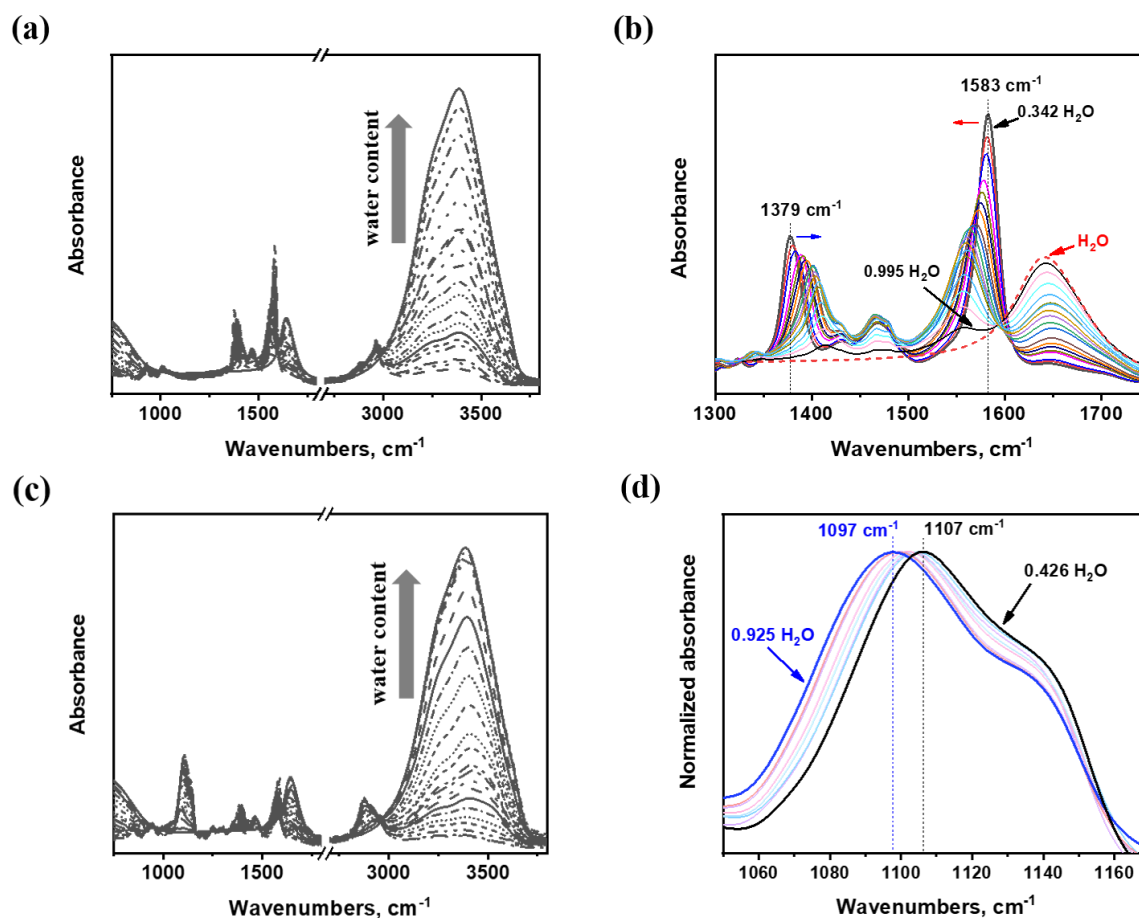 (a)
Absorbance
water content
1000 1500 3000 3500
Wavenumbers, cm⁻¹
(b)
Absorbance
1583 cm⁻¹
0.342 H₂O
1379 cm⁻¹
H₂O
0.995 H₂O
1300 1400 1500 1600 1700
Wavenumbers, cm⁻¹
(c)
Absorbance
water content
1000 1500 3000 3500
Wavenumbers, cm⁻¹
(d)
Normalized absorbance
1097 cm⁻¹ 1107 cm⁻¹
0.426 H₂O
0.925 H₂O
1060 1080 1100 1120 1140 1160
Wavenumbers, cm⁻¹